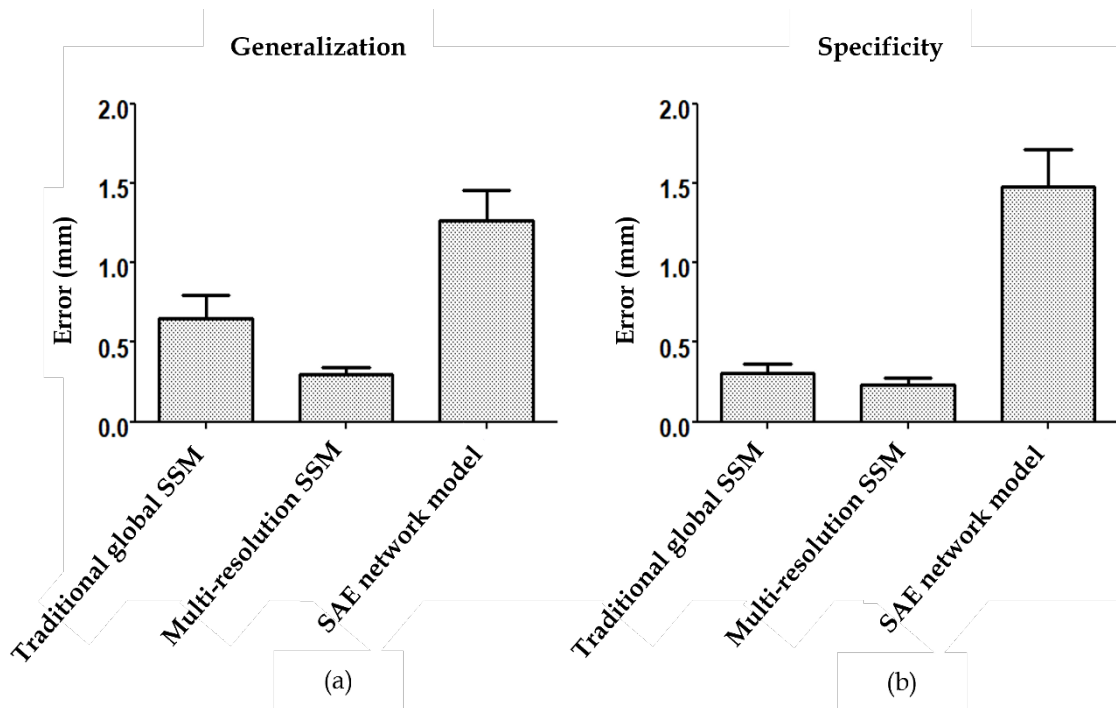 Generalization
Error (mm)
2.0
1.5
1.0
0.5
0.0
Traditional global SSM
Multi-resolution SSM
SAE network model
(a)
Specificity
Error (mm)
2.0
1.5
1.0
0.5
0.0
Traditional global SSM
Multi-resolution SSM
SAE network model
(b)